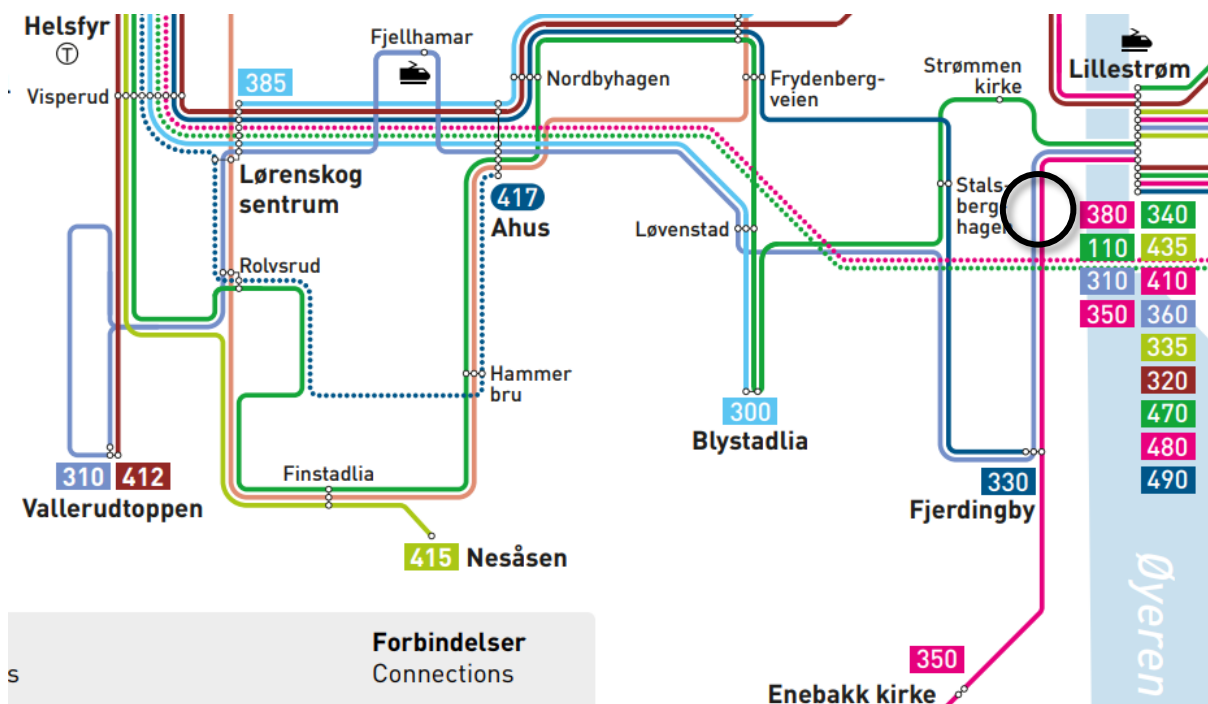 Helsfyr
T
Visperud
385
Fjellhamar
Nordbyhagen
Frydenberg-
veien
Strømmen
kirke
Lillestrøm
Lørenskog
sentrum
417
Ahus
Løvenstad
Stals-
berg-
hagen
380 340
110 435
310 410
350 360
335
320
470
480
490
Rolvsrud
Hammer
bru
300
Blystadlia
310 412
Vallerudtoppen
Finstadlia
415 Nesåsen
330
Fjerdingby
Øyeren
350
Enebakk kirke
Forbindelser
Connections
s